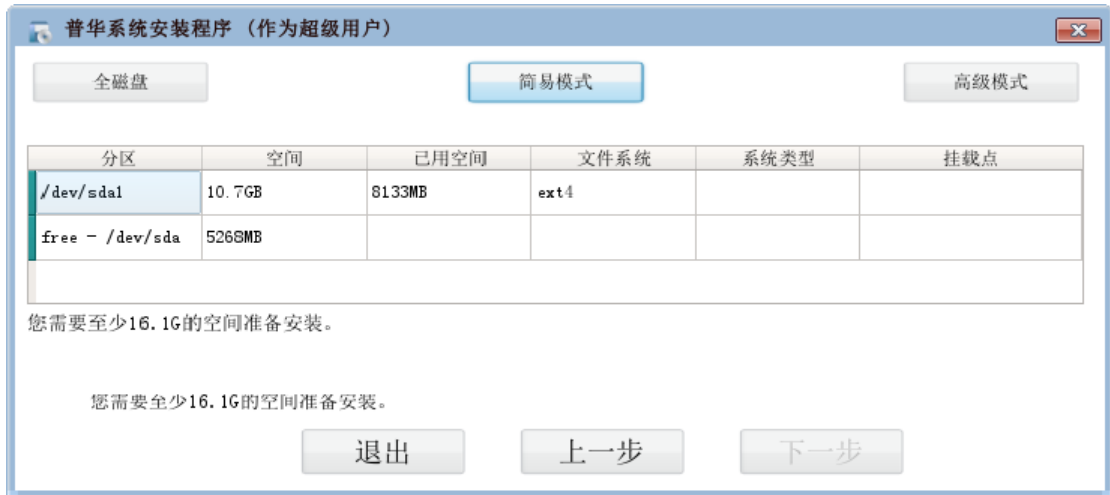 普华系统安装程序 (作为超级用户)
全磁盘 简易模式 高级模式
分区 空间 已用空间 文件系统 系统类型 挂载点
/dev/sda1 10.7GB 8133MB ext4
free - /dev/sda 5268MB
您需要至少16.1G的空间准备安装。
您需要至少16.1G的空间准备安装。
退出 上一步 下一步